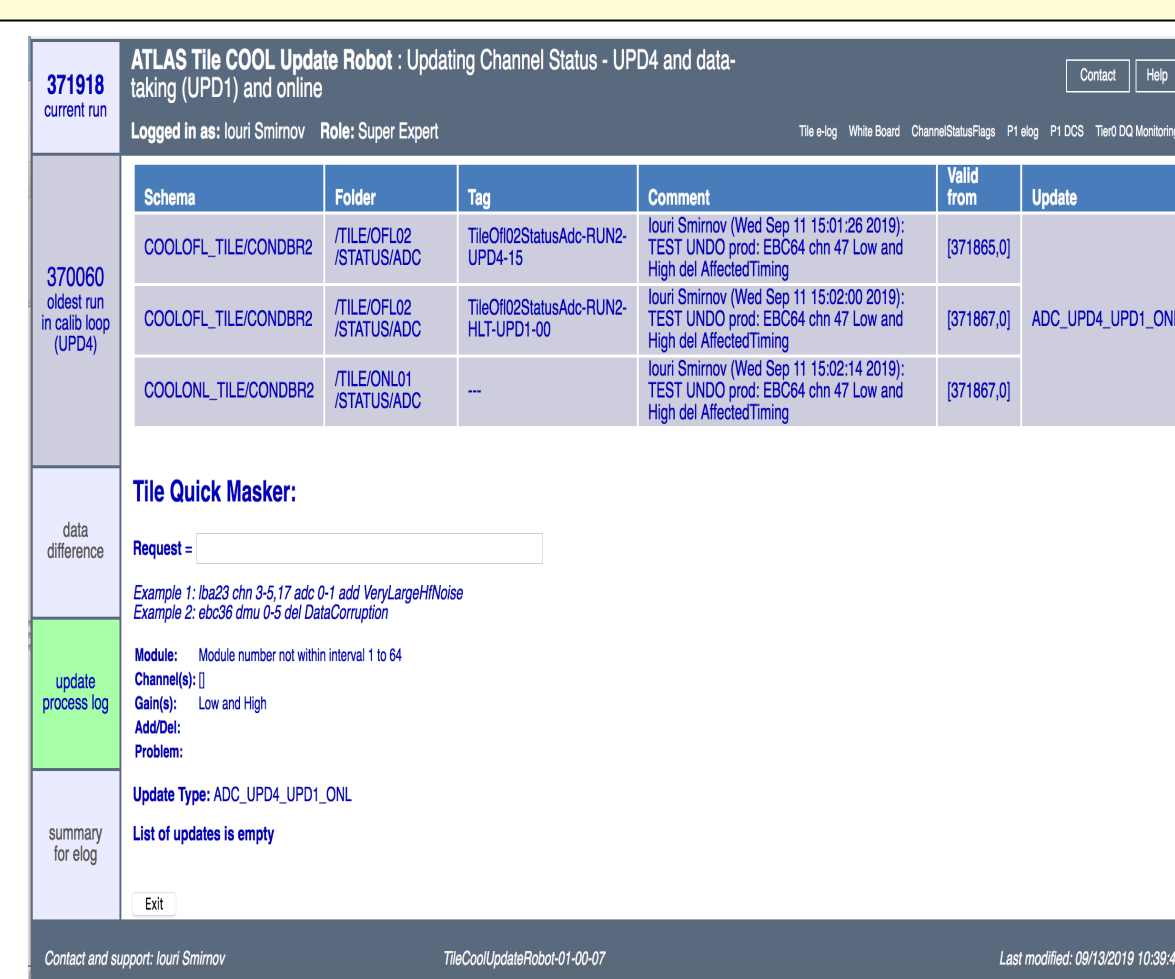 371918
current run
ATLAS Tile COOL Update Robot : Updating Channel Status - UPD4 and data-
taking (UPD1) and online
Logged in as: Iouri Smirnov Role: Super Expert
Contact Help
Tile e-log White Board ChannelStatusFlags P1 elog P1 DCS Tier0 DQ Monitoring
370060
oldest run
in calib loop
(UPD4)
data
difference
update
process log
summary
for elog
Schema Folder Tag Comment Valid from Update
COOLOFL_TILE/CONDBR2 /TILE/OFL02 TileOfl02StatusAdc-RUN2- Iouri Smirnov (Wed Sep 11 15:01:26 2019):
/STATUS/ADC UPD4-15 TEST UNDO prod: EBC64 chn 47 Low and [371865,0]
High del AffectedTiming
COOLOFL_TILE/CONDBR2 /TILE/OFL02 TileOfl02StatusAdc-RUN2- Iouri Smirnov (Wed Sep 11 15:02:00 2019):
/STATUS/ADC HLT-UPD1-00 TEST UNDO prod: EBC64 chn 47 Low and [371867,0]
High del AffectedTiming
COOLONL_TILE/CONDBR2 /TILE/ONL01 --- Iouri Smirnov (Wed Sep 11 15:02:14 2019):
/STATUS/ADC TEST UNDO prod: EBC64 chn 47 Low and [371867,0]
High del AffectedTiming
Tile Quick Masker:
Request =
Example 1: lba23 chn 3-5,17 adc 0-1 add VeryLargeHfNoise
Example 2: ebc36 dmu 0-5 del DataCorruption
Module: Module number not within interval 1 to 64
Channel(s): []
Gain(s): Low and High
Add/Del:
Problem:
Update Type: ADC_UPD4_UPD1_ONL
List of updates is empty
Exit
Contact and support: Iouri Smirnov TileCoolUpdateRobot-01-00-07 Last modified: 09/13/2019